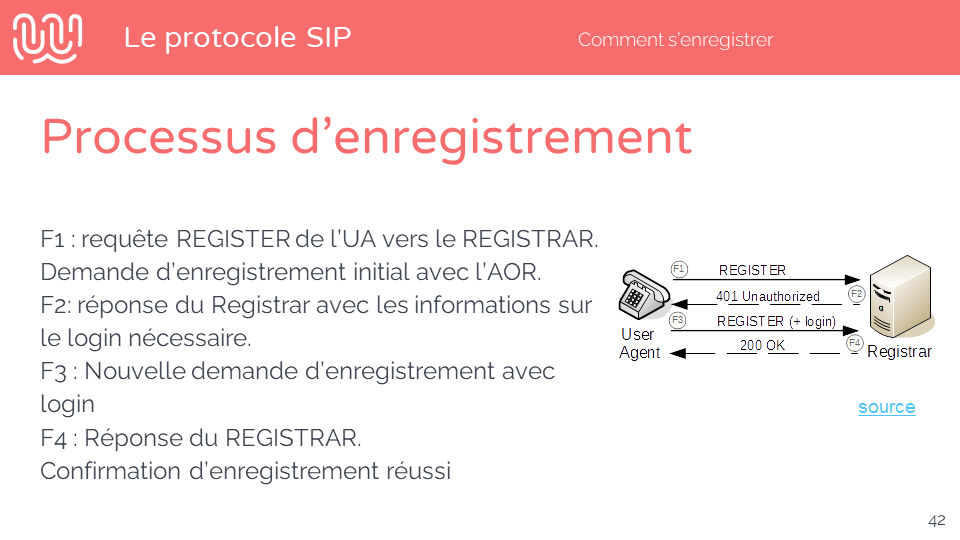 Le protocole SIP
Comment s'enregistrer
Processus d’enregistrement
F1 : requête REGISTER de l’UA vers le REGISTRAR.
Demande d’enregistrement initial avec l’AOR.
F2: réponse du Registrar avec les informations sur
le login nécessaire.
F3 : Nouvelle demande d’enregistrement avec
login
F4 : Réponse du REGISTRAR.
Confirmation d’enregistrement réussi
F1
REGISTER
401 Unauthorized
F2
F3
REGISTER (+ login)
200 OK
F4
User
Agent
Registrar
source
42